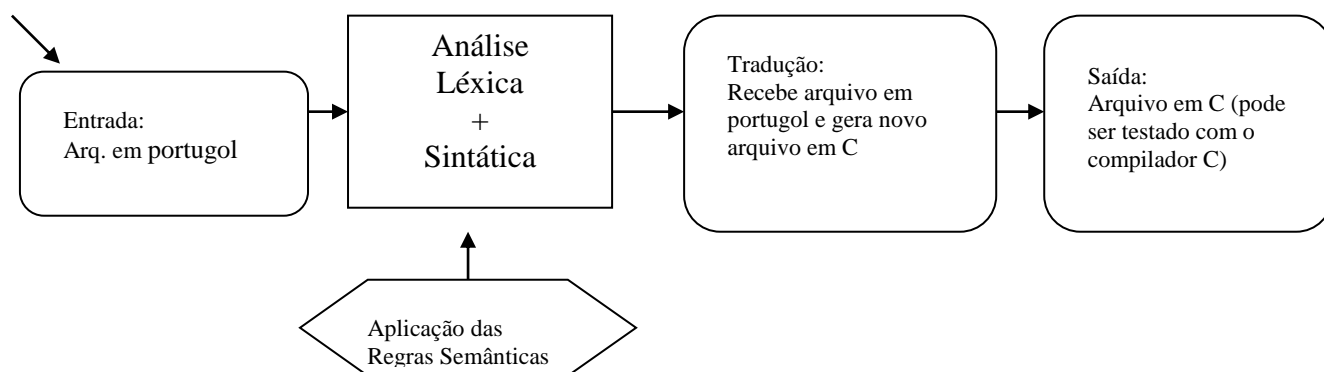 Entrada:
Arq. em portugol
Análise
Léxica
+
Sintática
Tradução:
Recebe arquivo em
portugol e gera novo
arquivo em C
Saída:
Arquivo em C (pode
ser testado com o
compilador C)
Aplicação das
Regras Semânticas